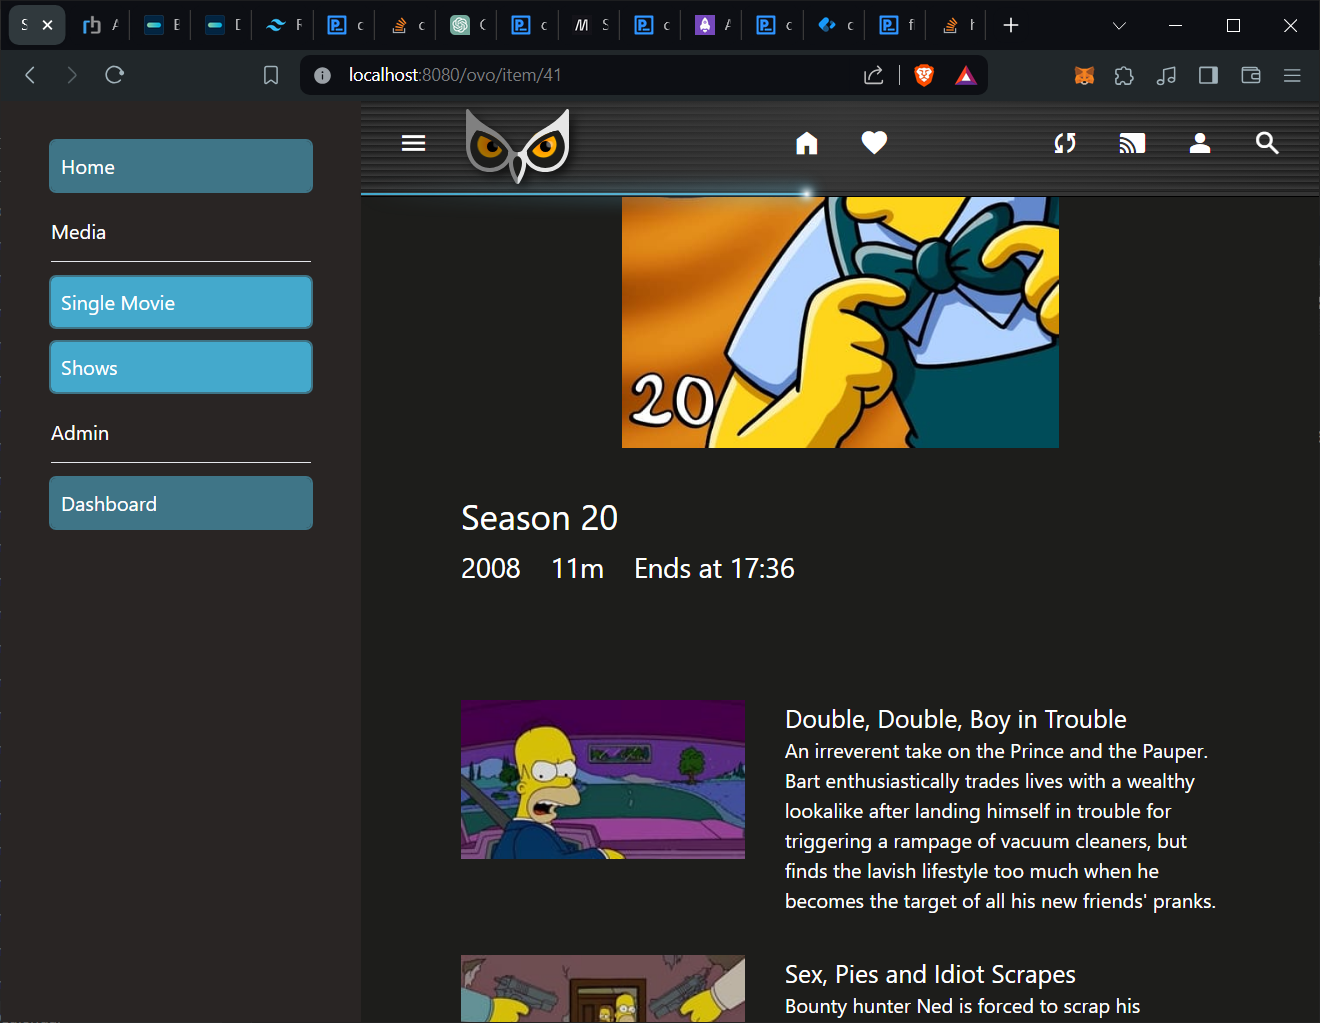 S
A
E
D
F
c
c
C
c
S
c
A
c
c
f
h
localhost:8080/ovo/item/41
Home
Media
Single Movie
Shows
Admin
Dashboard
20
Season 20
2008 11m Ends at 17:36
Double, Double, Boy in Trouble
An irreverent take on the Prince and the Pauper.
Bart enthusiastically trades lives with a wealthy
lookalike after landing himself in trouble for
triggering a rampage of vacuum cleaners, but
finds the lavish lifestyle too much when he
becomes the target of all his new friends' pranks.
Sex, Pies and Idiot Scrapes
Bounty hunter Ned is forced to scrap his